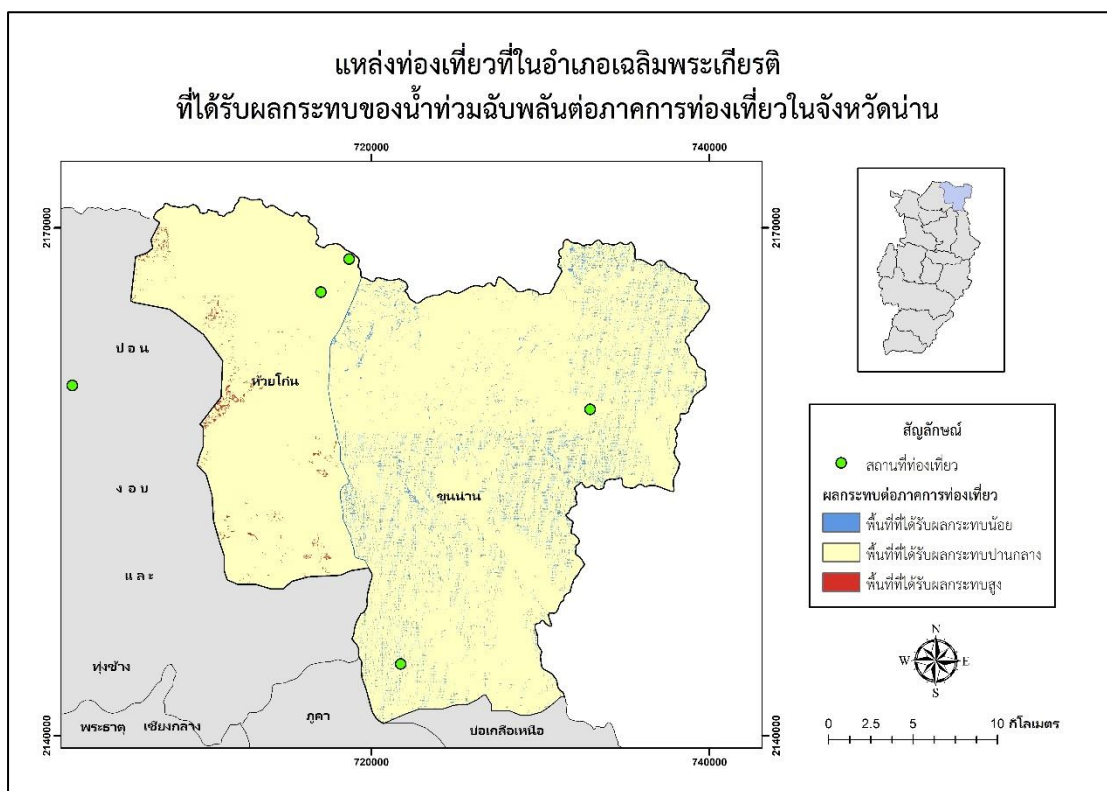 แหล่งท่องเที่ยวที่ในอำเภอเฉลิมพระเกียรติ
ที่ได้รับผลกระทบของน้ำท่วมฉับพลันต่อภาคการท่องเที่ยวในจังหวัดน่าน
720000
740000
2170000
2170000
ปอน
ห้วยโก๋น
งอบ
ขุนน่าน
และ
ทุ่งช้าง
พระธาตุ
เชียงกลาง
ภูคา
บ่อเกลือเหนือ
2140000
2140000
720000
740000
สัญลักษณ์
สถานที่ท่องเที่ยว
ผลกระทบต่อภาคการท่องเที่ยว
พื้นที่ที่ได้รับผลกระทบน้อย
พื้นที่ที่ได้รับผลกระทบปานกลาง
พื้นที่ที่ได้รับผลกระทบสูง
N
W E
S
0 2.5 5 10 กิโลเมตร